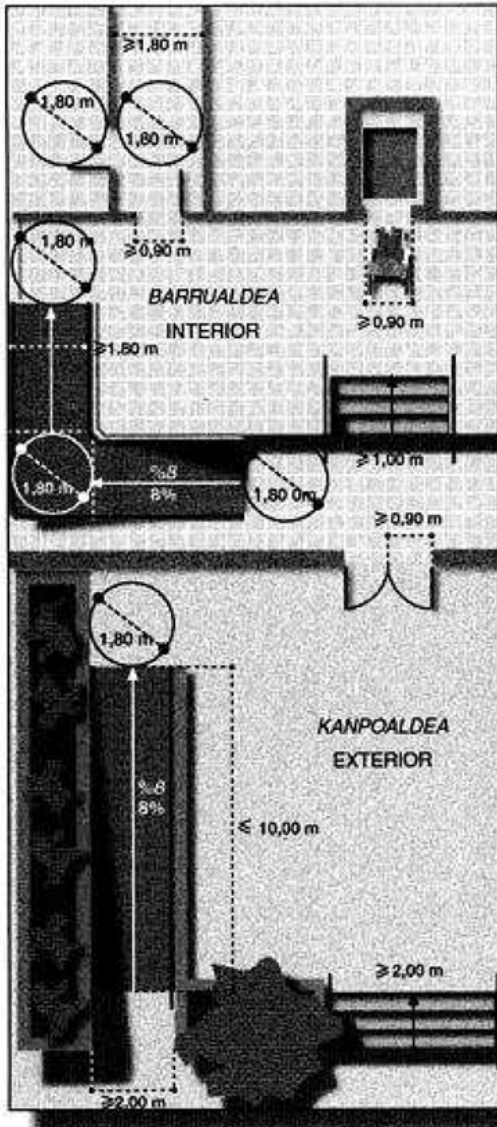 ≥1,80 m
1,80 m
1,80 m
1,80 m
≥0,90 m
BARRUALDEA
INTERIOR
≥0,90 m
≥1.80 m
%8
8%
1,80 m
1,80 0m
≥1,00 m
≥0,90 m
1,80 m
KANPOALDEA
EXTERIOR
%8
8%
≤ 10,00 m
≥2,00 m
≥2,00 m